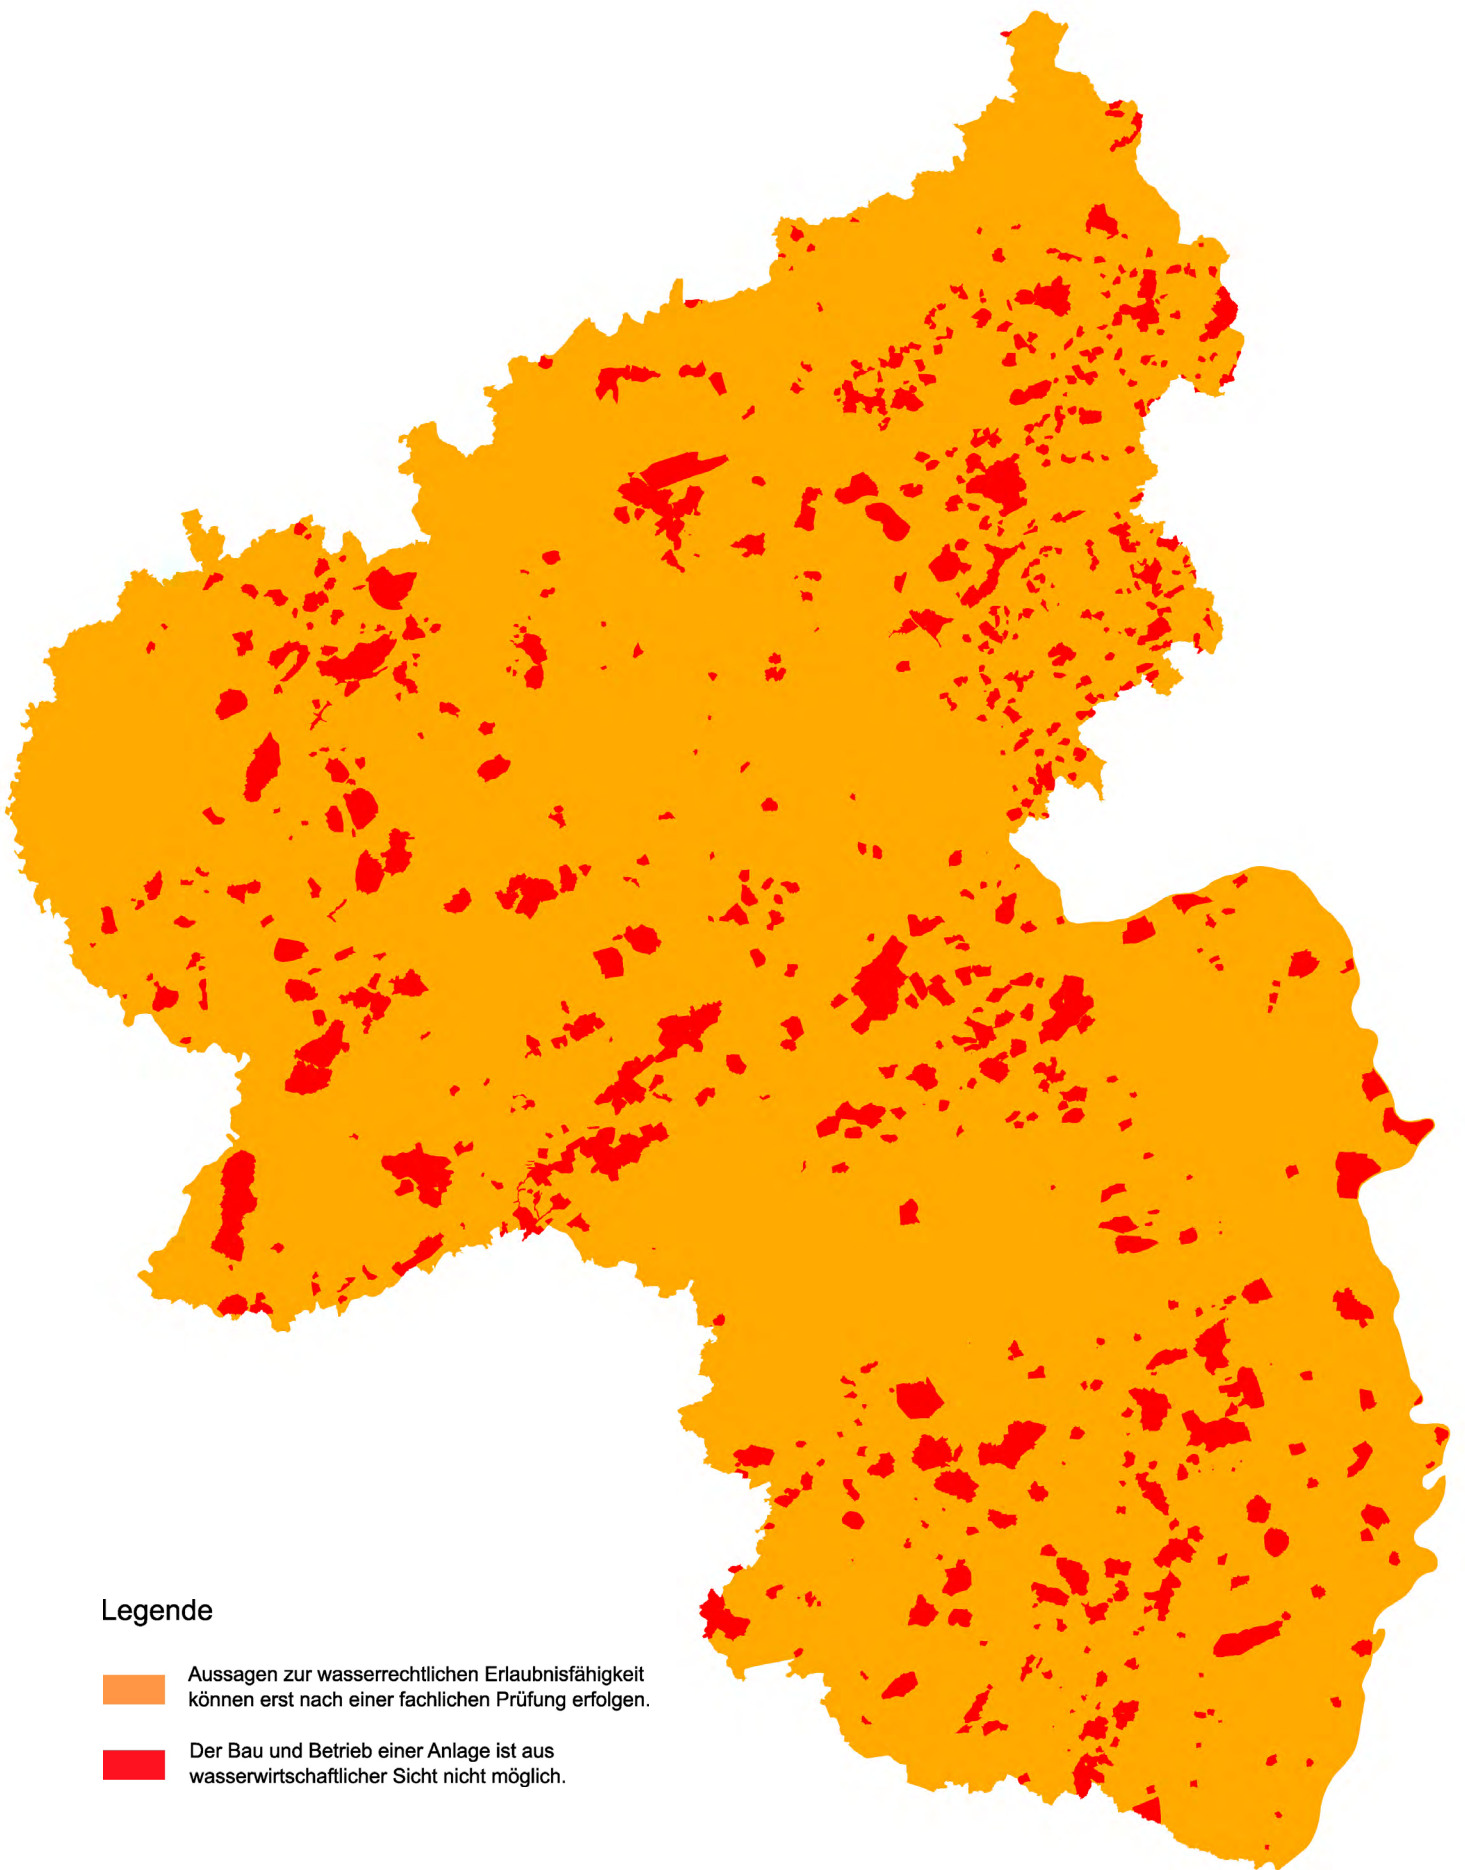 Legende
Aussagen zur wasserrechtlichen Erlaubnisfähigkeit
können erst nach einer fachlichen Prüfung erfolgen.
Der Bau und Betrieb einer Anlage ist aus
wasserwirtschaftlicher Sicht nicht möglich.